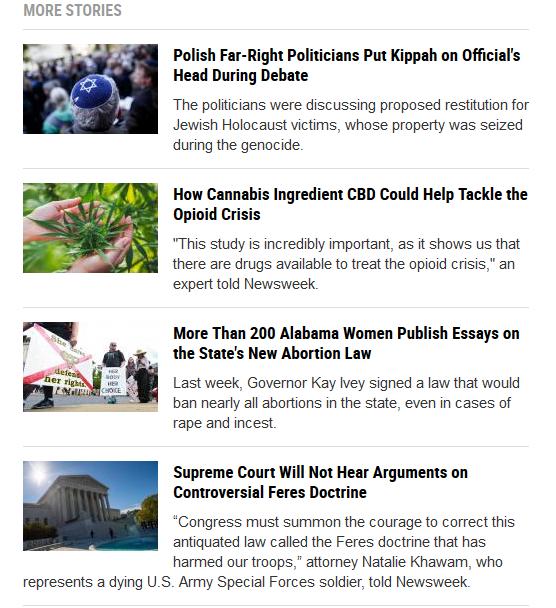 MORE STORIES
Polish Far-Right Politicians Put Kippah on Official's
Head During Debate
The politicians were discussing proposed restitution for
Jewish Holocaust victims, whose property was seized
during the genocide.
How Cannabis Ingredient CBD Could Help Tackle the
Opioid Crisis
"This study is incredibly important, as it shows us that
there are drugs available to treat the opioid crisis," an
expert told Newsweek.
More Than 200 Alabama Women Publish Essays on
the State's New Abortion Law
defend
her rights
HER
BODY
HER
CHOICE
Last week, Governor Kay Ivey signed a law that would
ban nearly all abortions in the state, even in cases of
rape and incest.
Supreme Court Will Not Hear Arguments on
Controversial Feres Doctrine
“Congress must summon the courage to correct this
antiquated law called the Feres doctrine that has
harmed our troops,” attorney Natalie Khawam, who
represents a dying U.S. Army Special Forces soldier, told Newsweek.